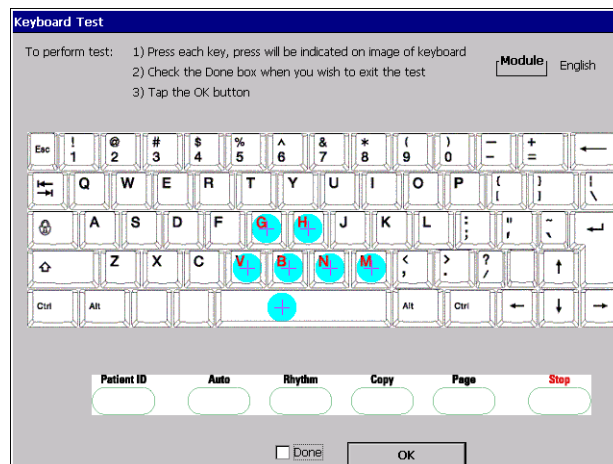 Keyboard Test
To perform test: 1) Press each key, press will be indicated on image of keyboard
2) Check the Done box when you wish to exit the test
3) Tap the OK button
Module English
Esc ! 1 @ 2 # 3 $ 4 % 5 ^ 6 & 7 * 8 ( 9 ) 0 — – + =
Q W E R T Y U I O P { [ } ] | \
A S D F G H J K L : ; " ' ~ `
Z X C V B N M < , > . ? /
Ctrl Alt Alt Ctrl
Patient ID Auto Rhythm Copy Page Stop
Done OK